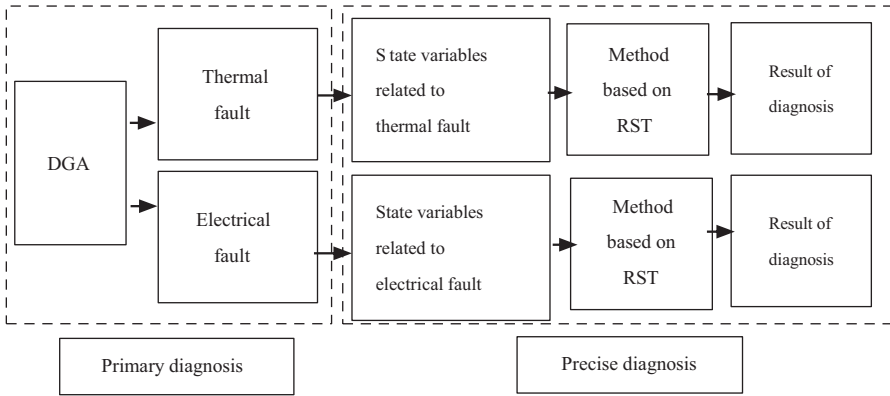 DGA
Thermal
fault
S tate variables
related to
thermal fault
Method
based on
RST
Result of
diagnosis
Electrical
fault
State variables
related to
electrical fault
Method
based on
RST
Result of
diagnosis
Primary diagnosis
Precise diagnosis